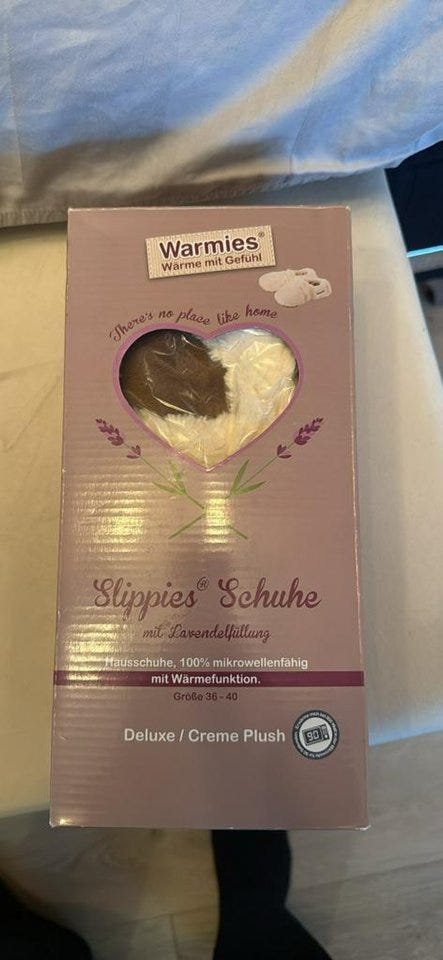 Warmies®
Wärme mit Gefühl
There's no place like home
Slippies® Schuhe
mit Lavendelfüllung
Hausschuhe, 100% mikrowellenfähig
mit Wärmefunktion.
Größe 36 - 40
Deluxe / Creme Plush
90